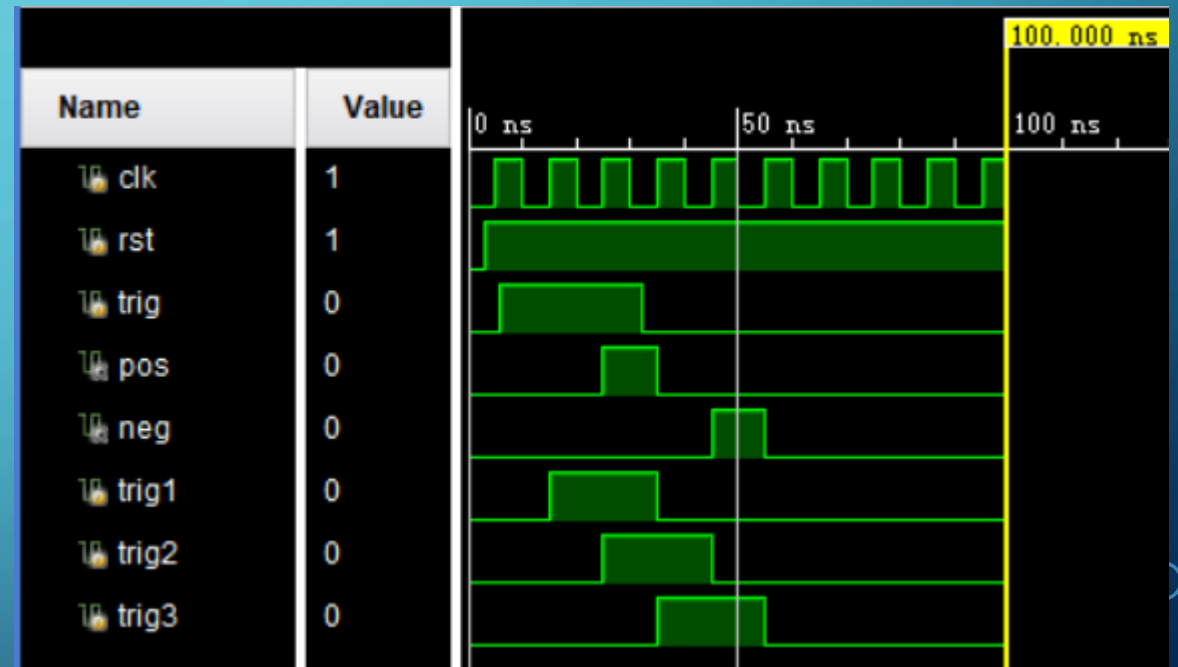 100.000 ns
Name Value
0 ns 50 ns 100 ns
clk 1
rst 1
trig 0
pos 0
neg 0
trig1 0
trig2 0
trig3 0